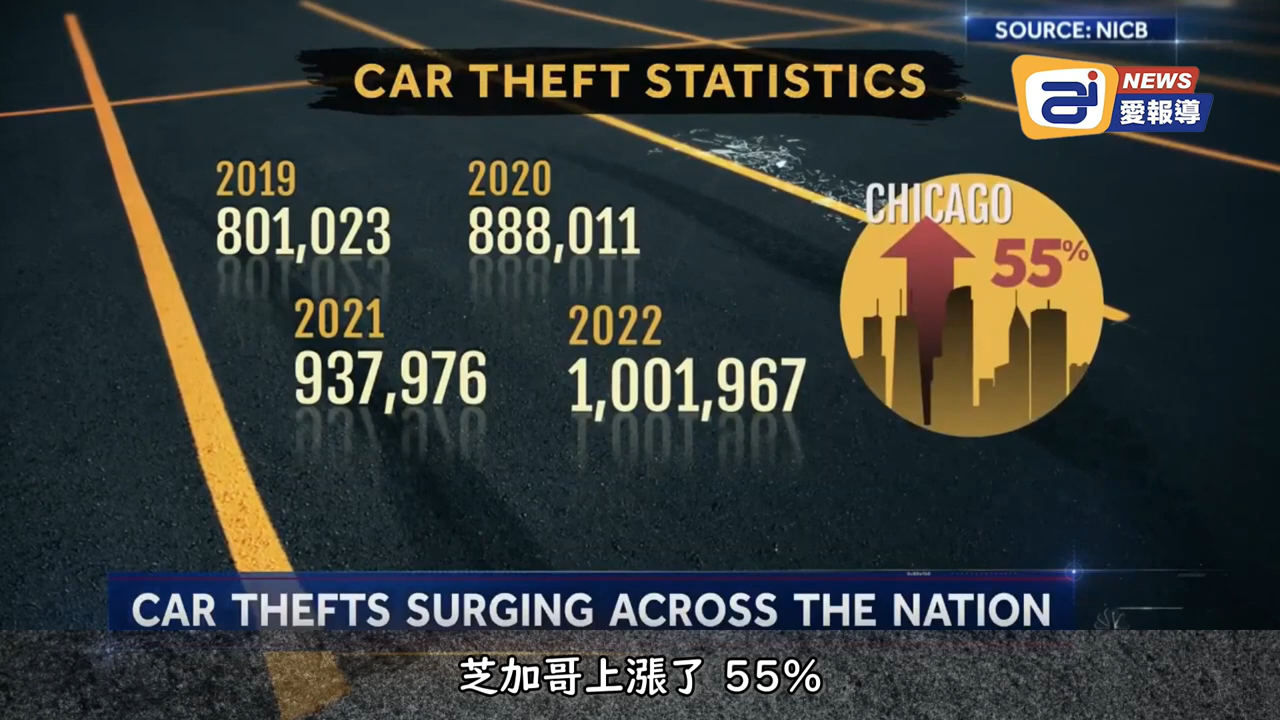 SOURCE: NICB
CAR THEFT STATISTICS
NEWS
愛報導
2019
801,023
2020
888,011
2021
937,976
2022
1,001,967
CHICAGO
55%
CAR THEFTS SURGING ACROSS THE NATION
芝加哥上漲了 55%